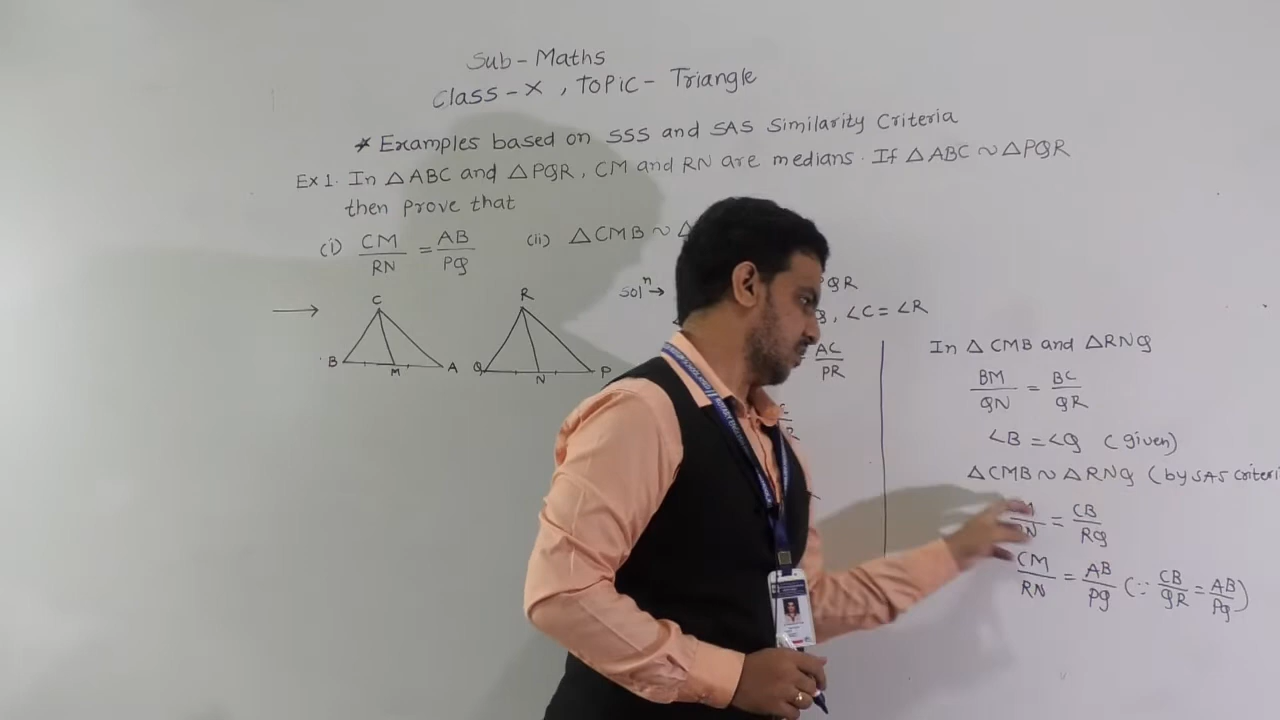 Sub - Maths
Class - X , Topic - Triangle
* Examples based on SSS and SAS Similarity Criteria
Ex 1. In △ABC and △PQR, CM and RN are medians. If △ABC ~ △PQR
then prove that
(i) CM/RN = AB/PQ (ii) △CMB ~ △
→
C
B M A
R
Q N P
Solⁿ → QR
, ∠C = ∠R
AC/PR
In △CMB and △RNQ
BM/QN = BC/QR
∠B = ∠Q (given)
△CMB ~ △RNQ (by SAS criteri
= CB/RQ
CM/RN = AB/PQ (∵ CB/QR = AB/PQ)